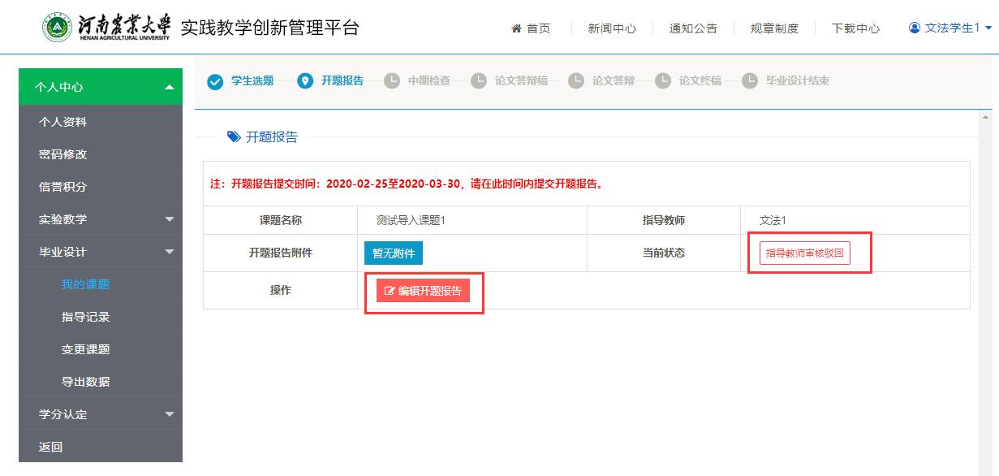 河南农业大学
HENAN AGRICULTURAL UNIVERSITY
实践教学创新管理平台
首页
新闻中心
通知公告
规章制度
下载中心
文法学生1
个人中心
个人资料
密码修改
信誉积分
实验教学
毕业设计
我的课题
指导记录
变更课题
导出数据
学分认定
返回
学生选题
开题报告
中期检查
论文答辩稿
论文答辩
论文终稿
毕业设计结束
开题报告
注：开题报告提交时间：2020-02-25至2020-03-30，请在此时间内提交开题报告。
课题名称
测试导入课题1
指导教师
文法1
开题报告附件
暂无附件
当前状态
指导教师审核驳回
操作
编辑开题报告